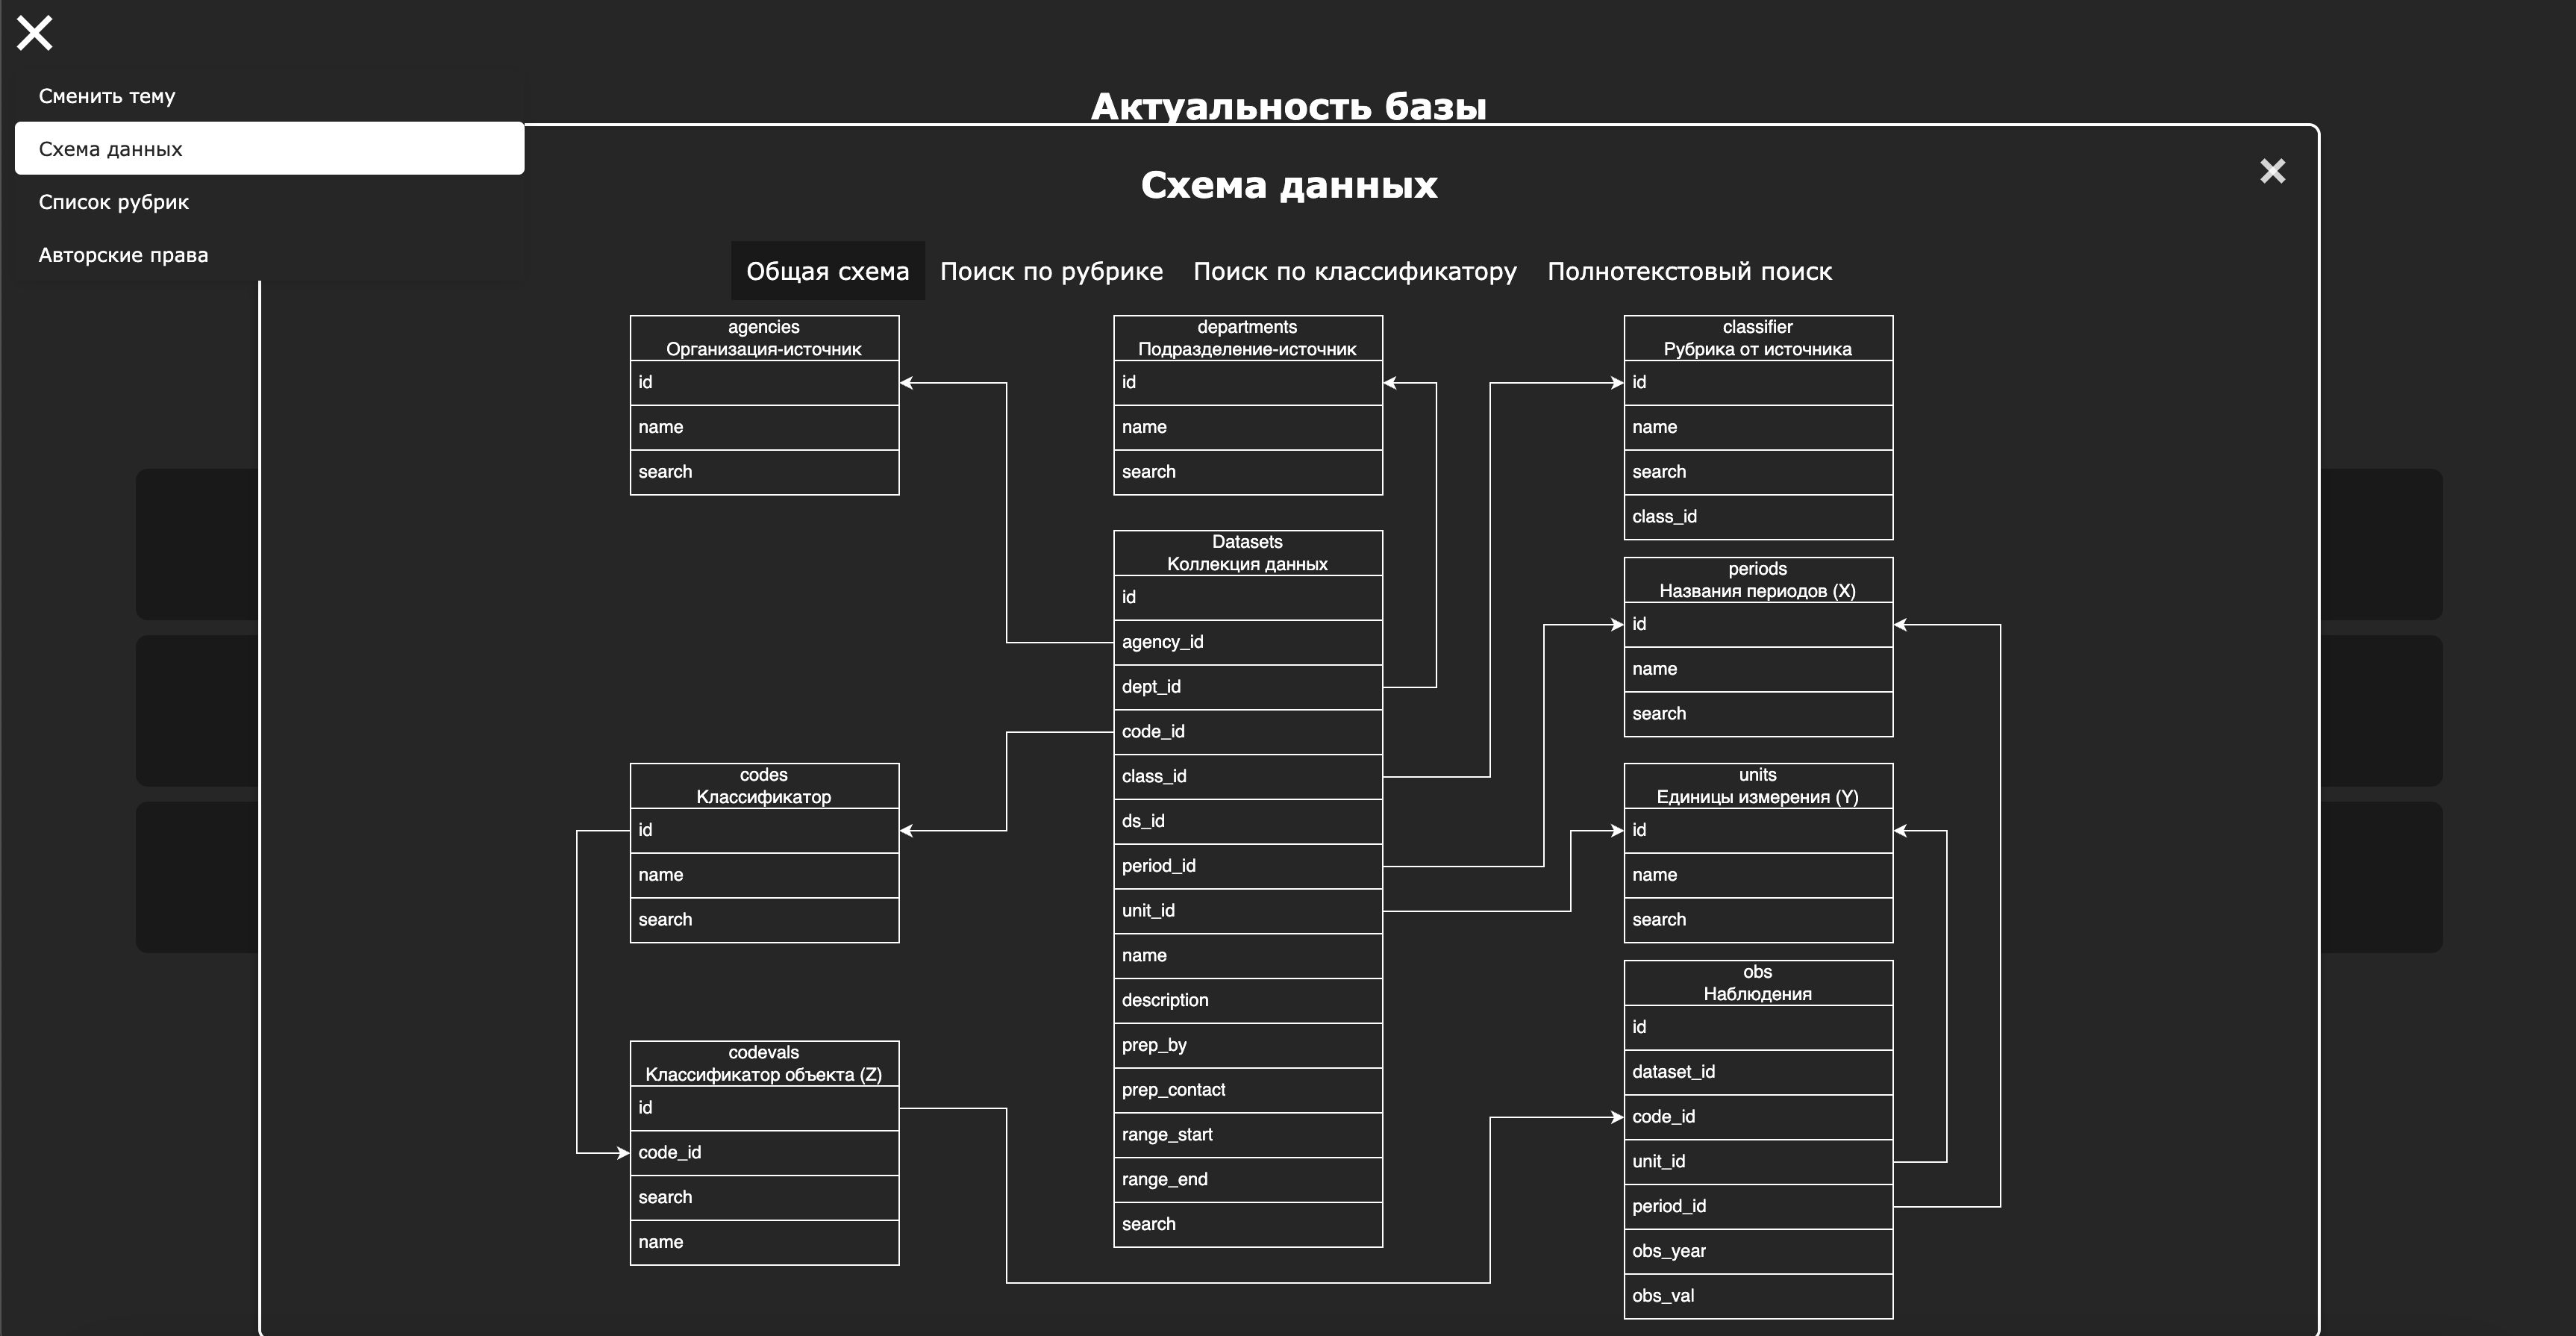 Сменить тему
Схема данных
Список рубрик
Авторские права
Актуальность базы
Схема данных
Общая схема
Поиск по рубрике
Поиск по классификатору
Полнотекстовый поиск
agencies
Организация-источник
id
name
search
departments
Подразделение-источник
id
name
search
classifier
Рубрика от источника
id
name
search
class_id
Datasets
Коллекция данных
id
agency_id
dept_id
code_id
class_id
ds_id
period_id
unit_id
name
description
prep_by
prep_contact
range_start
range_end
search
periods
Названия периодов (X)
id
name
search
codes
Классификатор
id
name
search
units
Единицы измерения (Y)
id
name
search
codevals
Классификатор объекта (Z)
id
code_id
search
name
obs
Наблюдения
id
dataset_id
code_id
unit_id
period_id
obs_year
obs_val